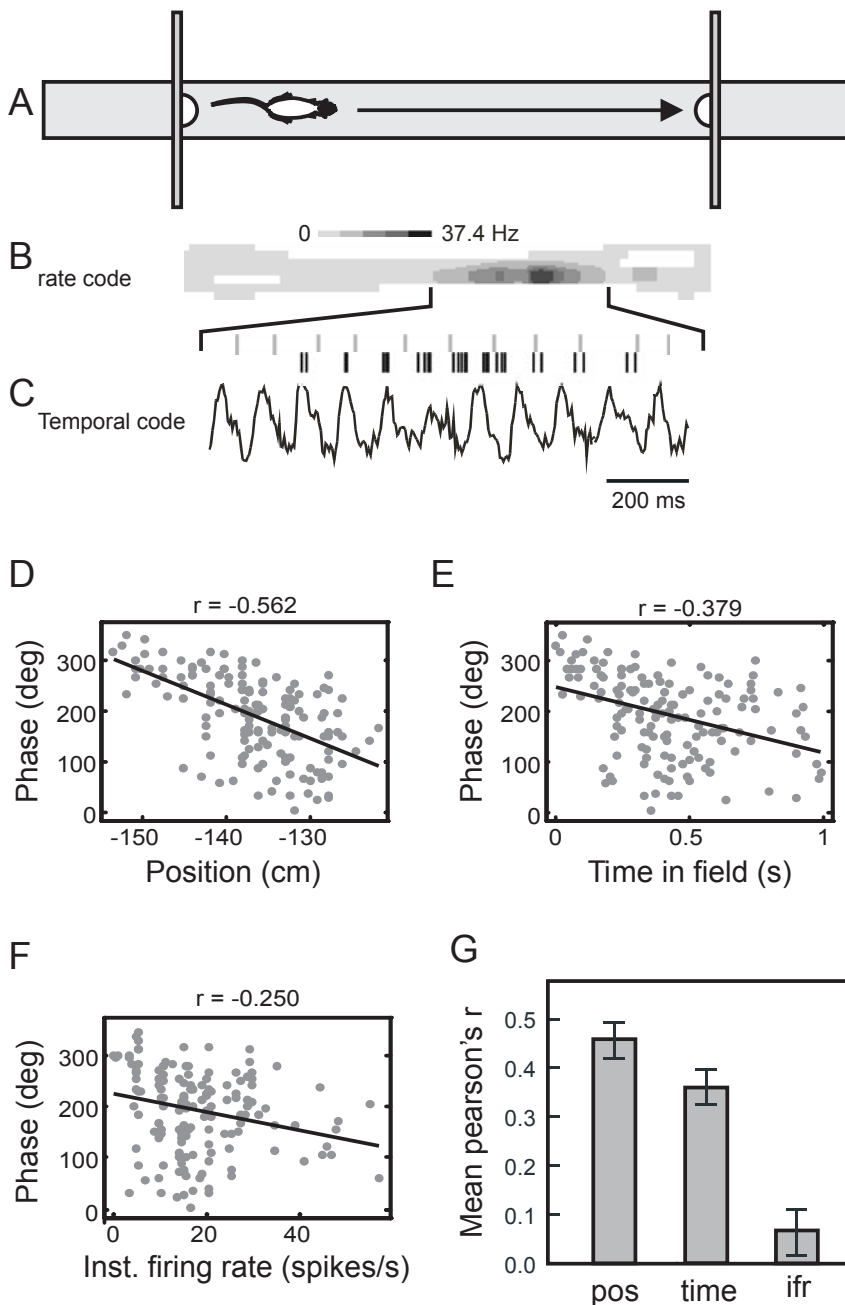 A
B
rate code
0
37.4 Hz
C
Temporal code
200 ms
D
r = -0.562
Phase (deg)
300
200
100
0
-150
-140
-130
Position (cm)
E
r = -0.379
Phase (deg)
300
200
100
0
0
0.5
1
Time in field (s)
F
r = -0.250
Phase (deg)
300
200
100
0
0
20
40
Inst. firing rate (spikes/s)
G
Mean pearson's r
0.5
0.4
0.3
0.2
0.1
0.0
pos
time
ifr